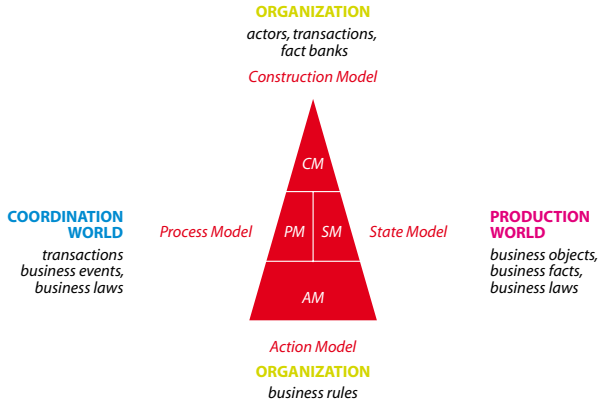 ORGANIZATION
actors, transactions,
fact banks
Construction Model
CM
COORDINATION
WORLD
transactions
business events,
business laws
Process Model
PM
SM
State Model
PRODUCTION
WORLD
business objects,
business facts,
business laws
AM
Action Model
ORGANIZATION
business rules